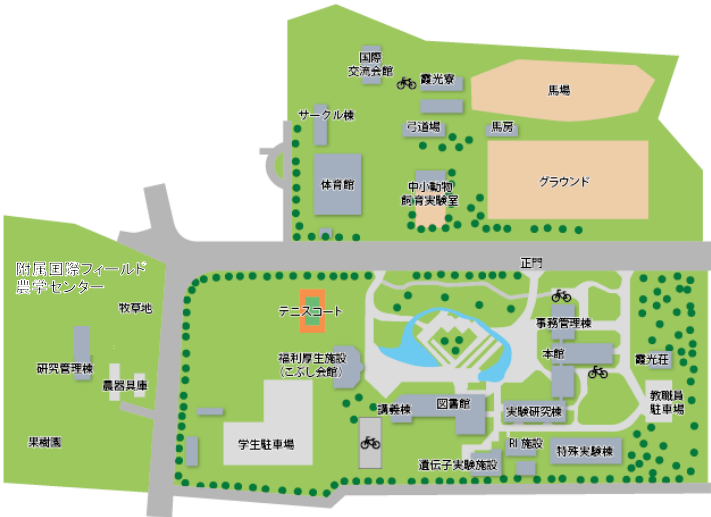 国際
交流会館
霞光寮
馬場
サークル棟
弓道場
馬房
体育館
中小動物
飼育実験室
グラウンド
正門
附属国際フィールド
農学センター
牧草地
テニスコート
事務管理棟
本館
研究管理棟
福利厚生施設
(こぶし会館)
霞光荘
農器具庫
教職員
駐車場
講義棟
図書館
実験研究棟
果樹園
学生駐車場
RI施設
特殊実験棟
遺伝子実験施設